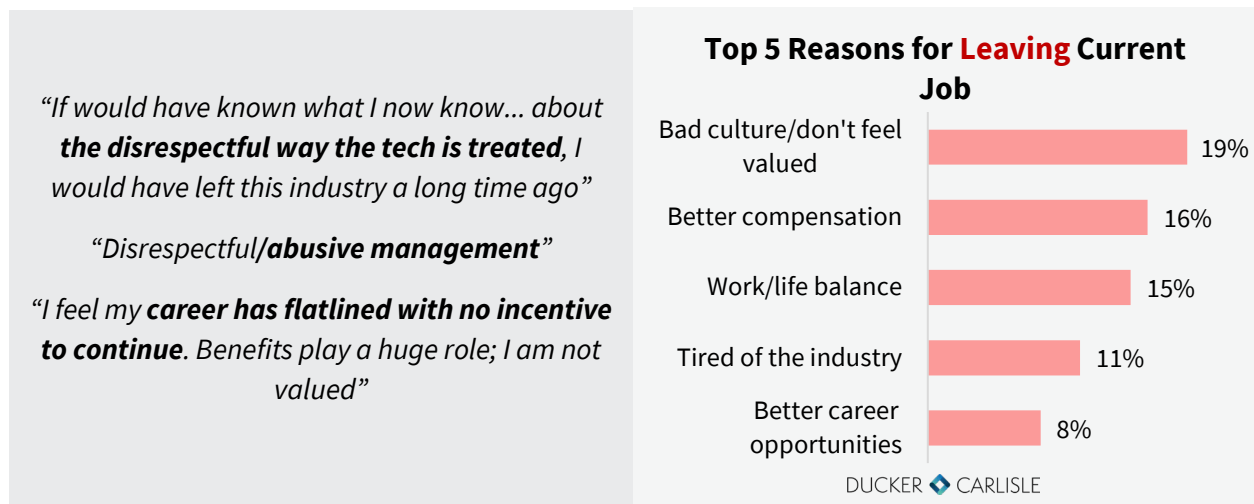 “If would have known what I now know... about
the disrespectful way the tech is treated, I
would have left this industry a long time ago”
“Disrespectful/abusive management”
“I feel my career has flatlined with no incentive
to continue. Benefits play a huge role; I am not
valued”
Top 5 Reasons for Leaving Current
Job
Bad culture/don't feel
valued
19%
Better compensation
16%
Work/life balance
15%
Tired of the industry
11%
Better career
opportunities
8%
DUCKER CARLISLE